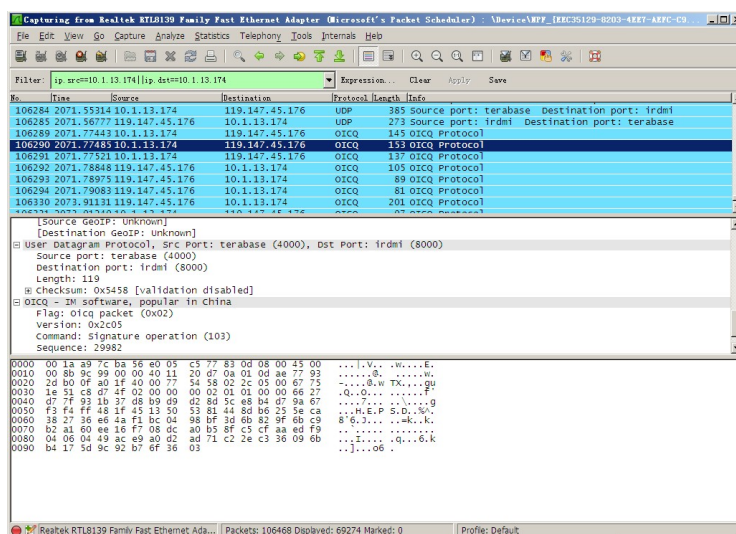 Capturing from Realtek RTL8139 Family Fast Ethernet Adapter (Microsoft's Packet Scheduler) : \Device\NPF_{EEC35129-8203-4EE7-AEFC-C9...
File Edit View Go Capture Analyze Statistics Telephony Tools Internals Help
Filter: ip.src==10.1.13.174||ip.dst==10.1.13.174 Expression... Clear Apply Save
No. Time Source Destination Protocol Length Info
106284 2071.55314 10.1.13.174 119.147.45.176 UDP 385 Source port: terabase Destination port: irdmi
106285 2071.56777 119.147.45.176 10.1.13.174 UDP 273 Source port: irdmi Destination port: terabase
106289 2071.77443 10.1.13.174 119.147.45.176 OICQ 145 OICQ Protocol
106290 2071.77485 10.1.13.174 119.147.45.176 OICQ 153 OICQ Protocol
106291 2071.77521 10.1.13.174 119.147.45.176 OICQ 137 OICQ Protocol
106292 2071.78848 119.147.45.176 10.1.13.174 OICQ 105 OICQ Protocol
106293 2071.78975 119.147.45.176 10.1.13.174 OICQ 89 OICQ Protocol
106294 2071.79083 119.147.45.176 10.1.13.174 OICQ 81 OICQ Protocol
106330 2073.91131 119.147.45.176 10.1.13.174 OICQ 201 OICQ Protocol
[Source GeoIP: Unknown]
[Destination GeoIP: Unknown]
User Datagram Protocol, Src Port: terabase (4000), Dst Port: irdmi (8000)
Source port: terabase (4000)
Destination port: irdmi (8000)
Length: 119
Checksum: 0x5458 [validation disabled]
OICQ - IM software, popular in China
Flag: Oicq packet (0x02)
Version: 0x2c05
Command: Signature operation (103)
Sequence: 29982
0000 00 1a a9 7c ba 56 e0 05 c5 77 83 0d 08 00 45 00 ...|.V.. .w....E.
0010 00 8b 9c 99 00 00 40 11 20 d7 0a 01 0d ae 77 93 ......@. .....w.
0020 2d b0 0f a0 1f 40 00 77 54 58 02 2c 05 00 67 75 -....@.w TX.,..gu
0030 1e 51 c8 d7 4f 02 00 00 00 02 01 01 00 00 66 27 .Q..O... ......f'
0040 d7 7f 93 1b 37 d8 b9 d9 d2 8d 5c e8 b4 d7 9a 67 ....7... ..\....g
0050 f3 f4 ff 48 1f 45 13 50 53 81 44 8d b6 25 5e ca ...H.E.P S.D..%^.
0060 38 27 36 e6 4a f1 bc 04 98 bf 3d 6b 82 9f 6b c9 8'6.J... ..=k..k.
0070 b2 a1 60 ee 16 f7 08 dc a0 b5 8f c5 cf aa ed f9 ..`..... ........
0080 04 06 04 49 ac e9 a0 d2 ad 71 c2 2e c3 36 09 6b ...I.... .q...6.k
0090 b4 17 5d 9c 92 b7 6f 36 03 ..]...o6 .
Realtek RTL8139 Family Fast Ethernet Ada... Packets: 106468 Displayed: 69274 Marked: 0 Profile: Default